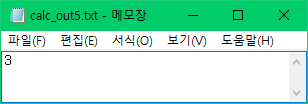 calc_out5.txt - 메모장
파일(F) 편집(E) 서식(O) 보기(V) 도움말(H)
3